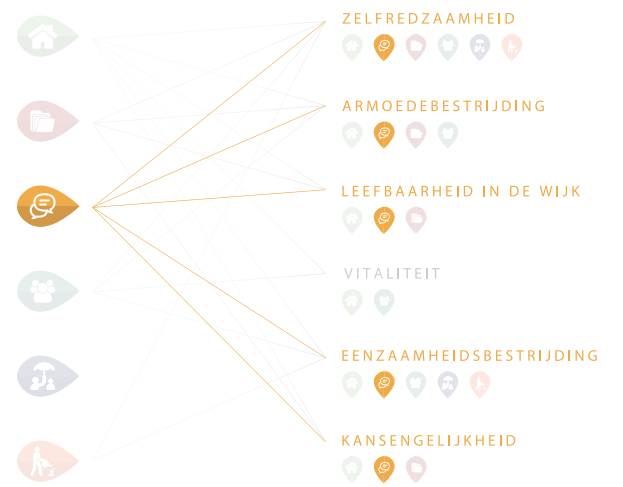 ZELFREDZAAMHEID
ARMOEDEBESTRIJDING
LEEFBAARHEID IN DE WIJK
VITALITEIT
EENZAAMHEIDSBESTRIJDING
KANSENGELIJKHEID